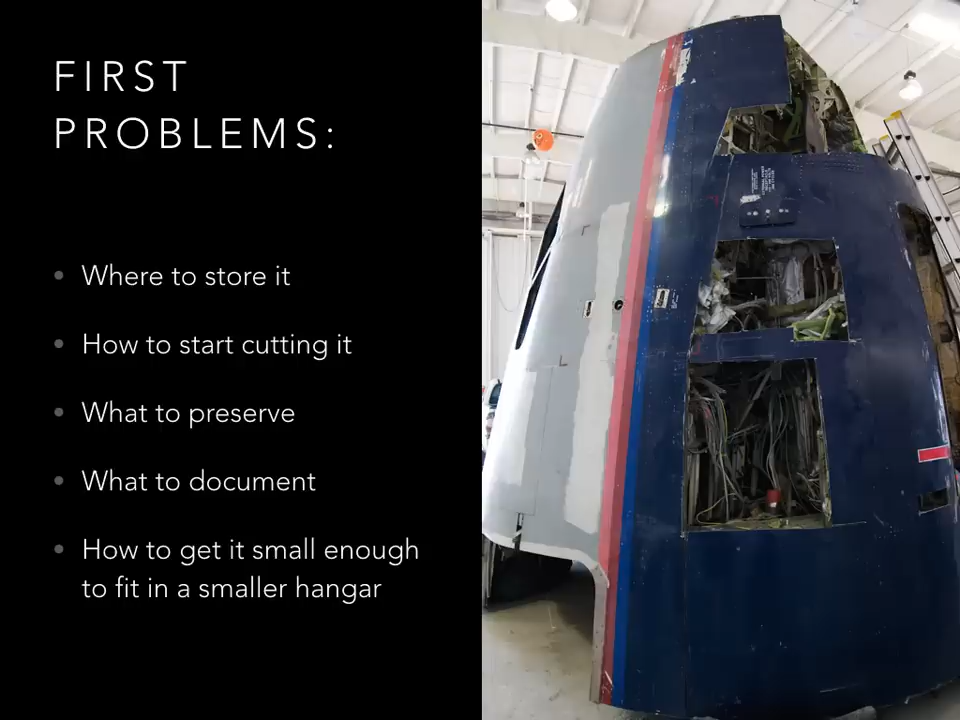 FIRST
PROBLEMS:
• Where to store it
• How to start cutting it
• What to preserve
• What to document
• How to get it small enough
to fit in a smaller hangar